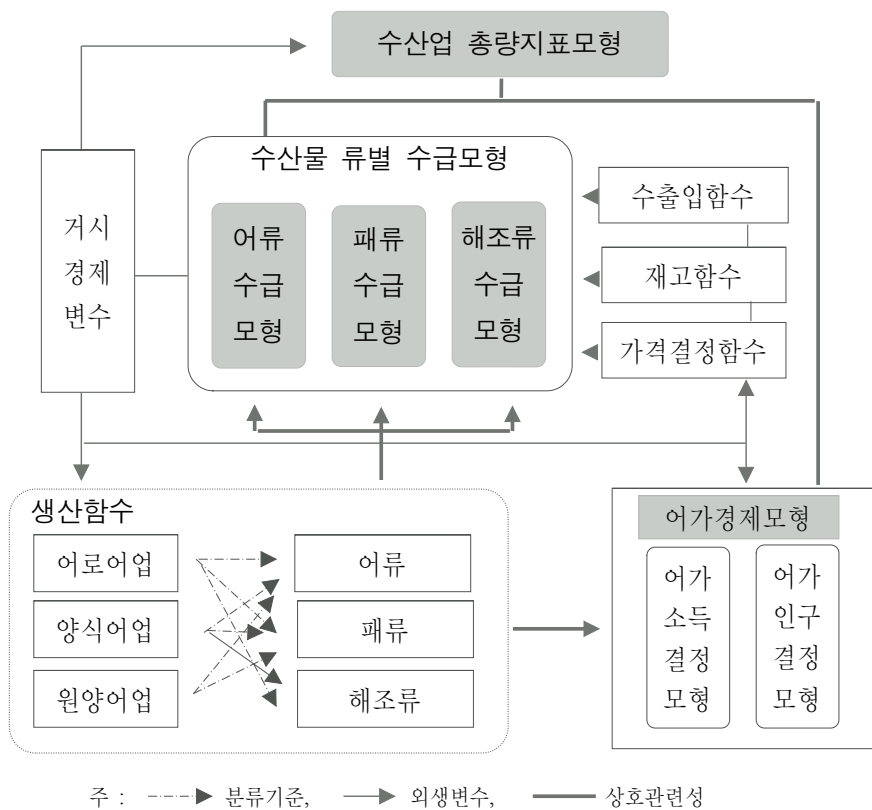 수산업 총량지표모형
수산물 류별 수급모형
거시
경제
변수
어류
수급
모형
패류
수급
모형
해조류
수급
모형
수출입함수
재고함수
가격결정함수
생산함수
어로어업
양식어업
원양어업
어류
패류
해조류
어가경제모형
어가
소득
결정
모형
어가
인구
결정
모형
주 : 분류기준, 외생변수, 상호관련성